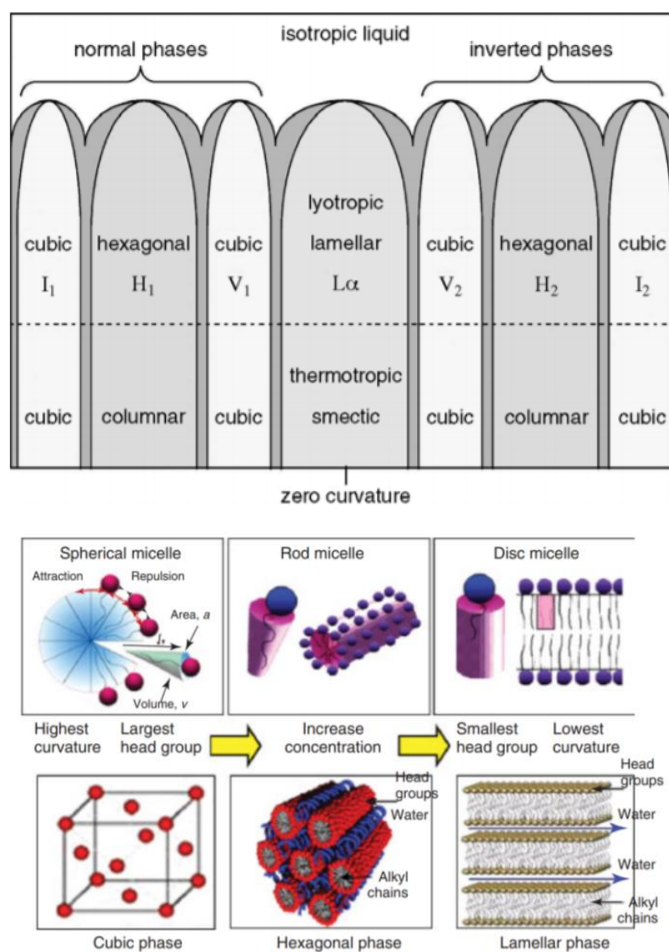 isotropic liquid
normal phases
inverted phases
cubic
I₁
hexagonal
H₁
cubic
V₁
lyotropic
lamellar
Lα
cubic
V₂
hexagonal
H₂
cubic
I₂
cubic
columnar
cubic
thermotropic
smectic
cubic
columnar
cubic
zero curvature
Spherical micelle
Attraction
Repulsion
Area, a
Volume, v
Rod micelle
Disc micelle
Highest
curvature
Largest
head group
Increase
concentration
Smallest
head group
Lowest
curvature
Cubic phase
Head
groups
Water
Alkyl
chains
Hexagonal phase
Head
groups
Water
Water
Alkyl
chains
Lamellar phase